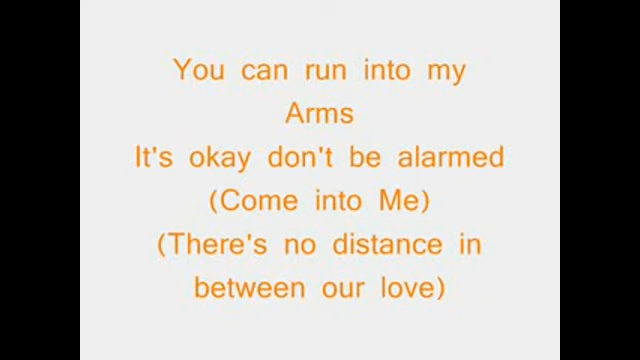 You can run into my
Arms
It's okay don't be alarmed
(Come into Me)
(There's no distance in
between our love)